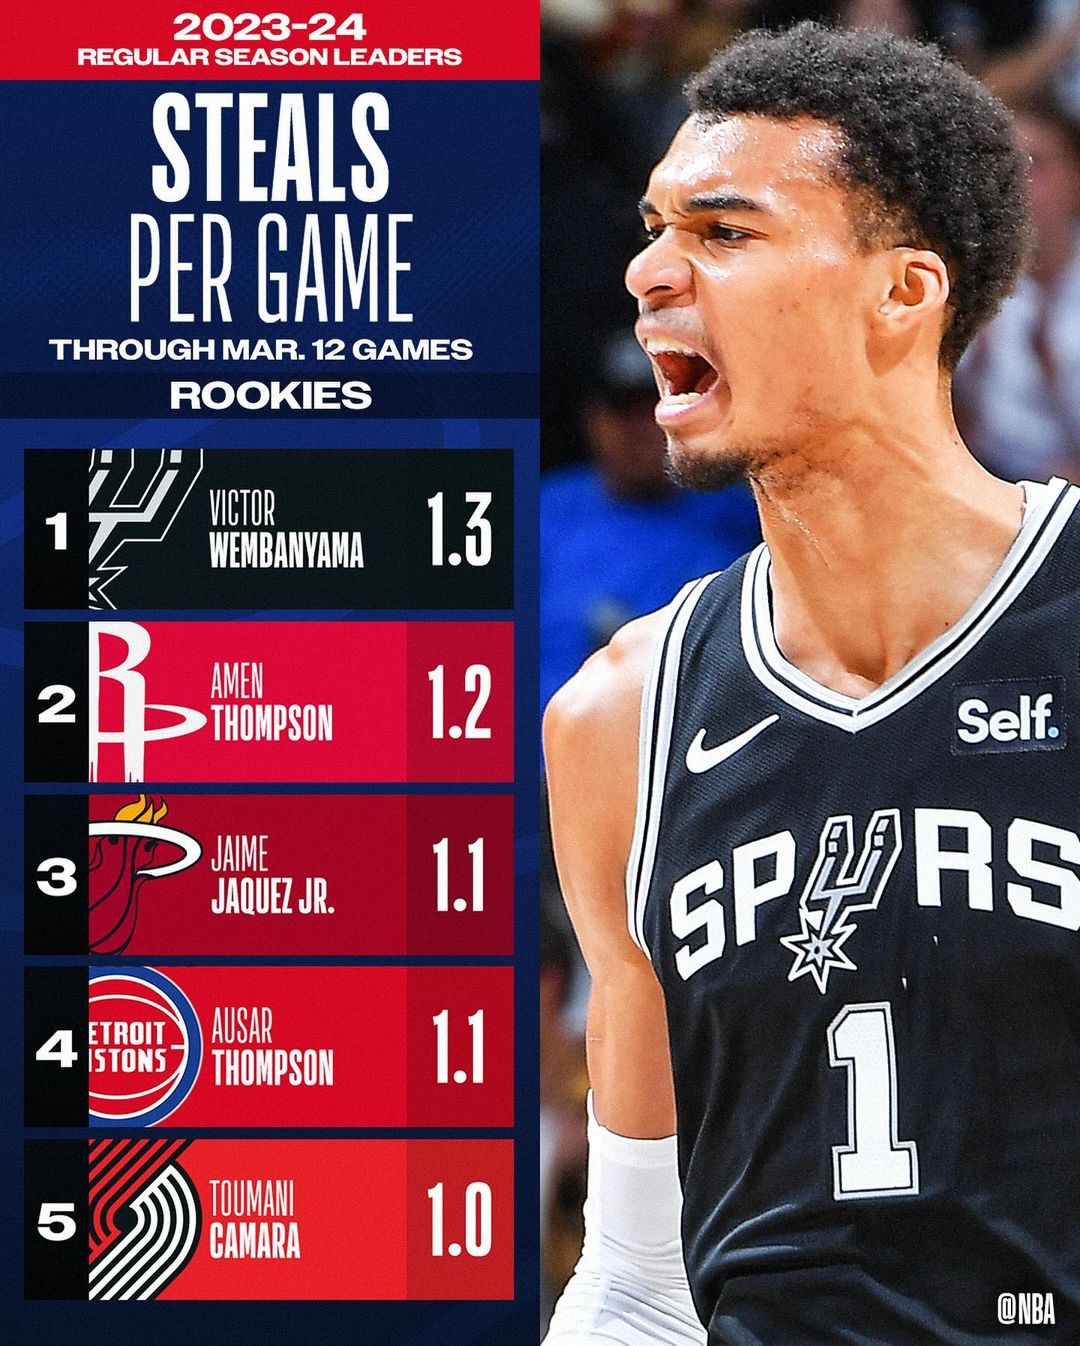 2023-24
REGULAR SEASON LEADERS
STEALS
PER GAME
THROUGH MAR. 12 GAMES
ROOKIES
1
VICTOR
WEMBANYAMA
1.3
2
R
AMEN
THOMPSON
1.2
3
JAIME
JAQUEZ JR.
1.1
4
ETROIT
ISTONS
AUSAR
THOMPSON
1.1
5
TOUMANI
CAMARA
1.0
Self.
SPURS
1
@NBA